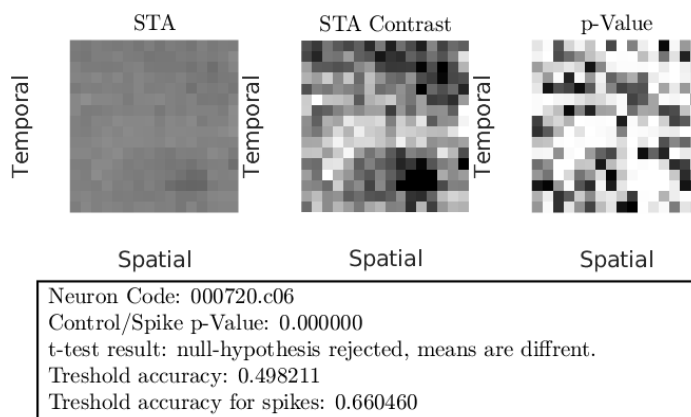 STA
STA Contrast
p-Value
Temporal
Temporal
Temporal
Spatial
Spatial
Spatial
Neuron Code: 000720.c06
Control/Spike p-Value: 0.000000
t-test result: null-hypothesis rejected, means are diffrent.
Treshold accuracy: 0.498211
Treshold accuracy for spikes: 0.660460